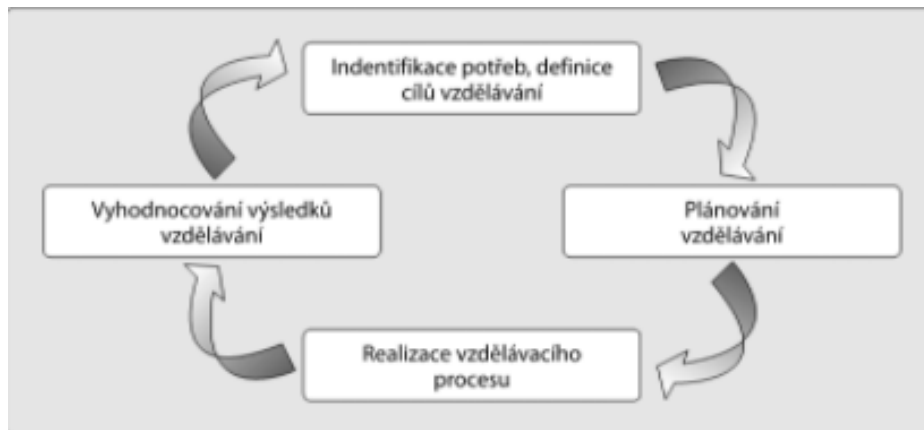 Indentifikace potřeb, definice
cílů vzdělávání
Vyhodnocování výsledků
vzdělávání
Plánování
vzdělávání
Realizace vzdělávacího
procesu